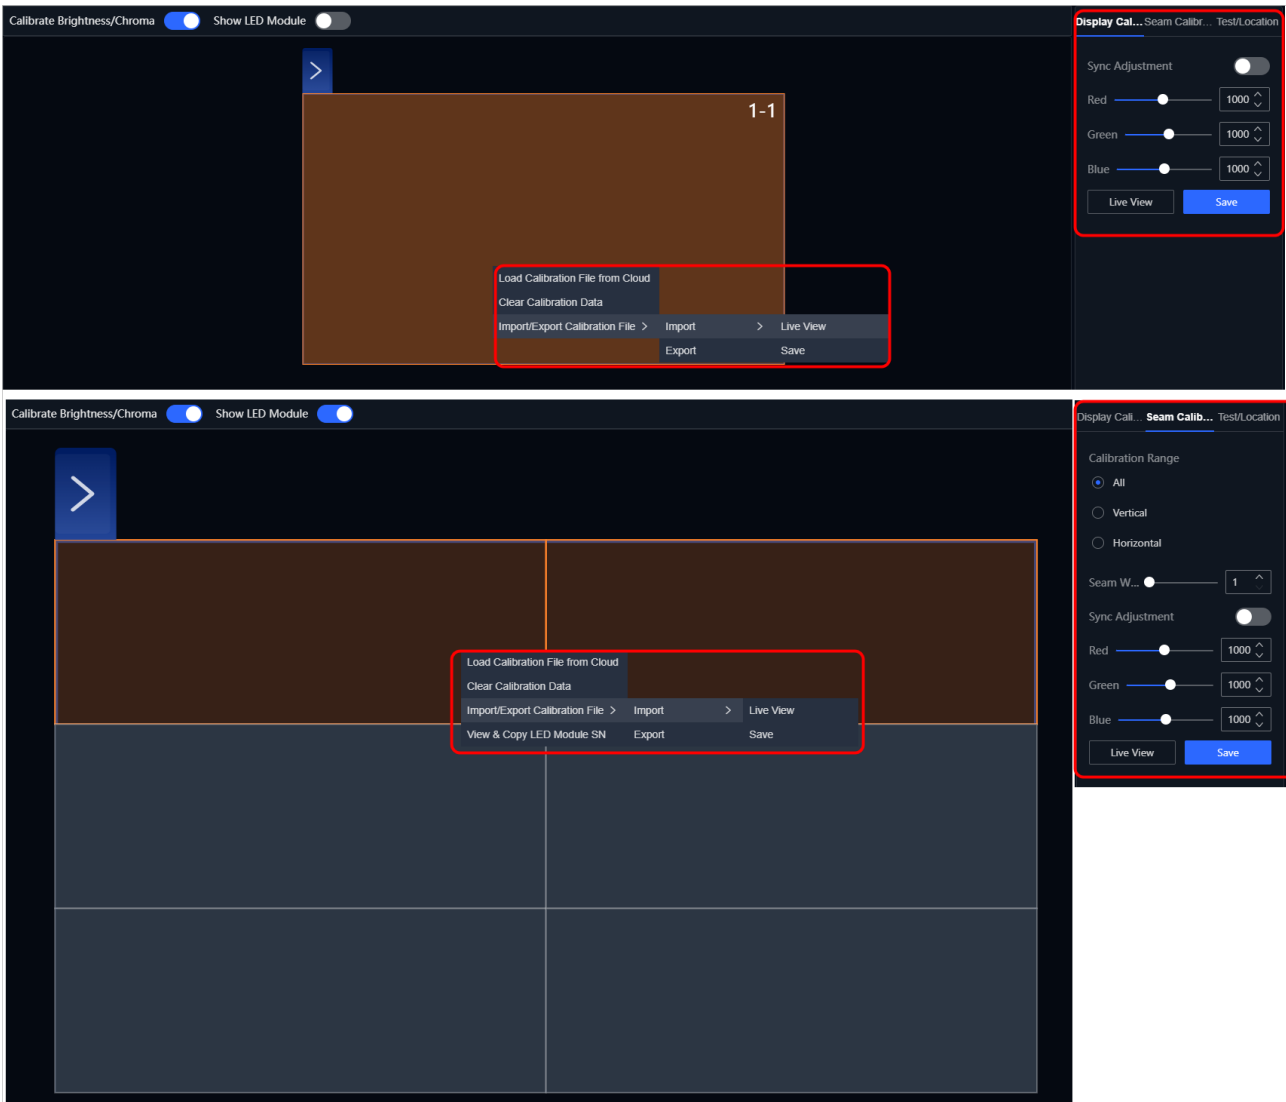 Calibrate Brightness/Chroma Show LED Module
Display Cal... Seam Calibr... Test/Location
Sync Adjustment
Red 1000
Green 1000
Blue 1000
Live View Save
1-1
Load Calibration File from Cloud
Clear Calibration Data
Import/Export Calibration File > Import > Live View
Export Save
Calibrate Brightness/Chroma Show LED Module
Display Cali... Seam Calib... Test/Location
Calibration Range
All
Vertical
Horizontal
Seam W... 1
Sync Adjustment
Red 1000
Green 1000
Blue 1000
Live View Save
Load Calibration File from Cloud
Clear Calibration Data
Import/Export Calibration File > Import > Live View
View & Copy LED Module SN Export Save